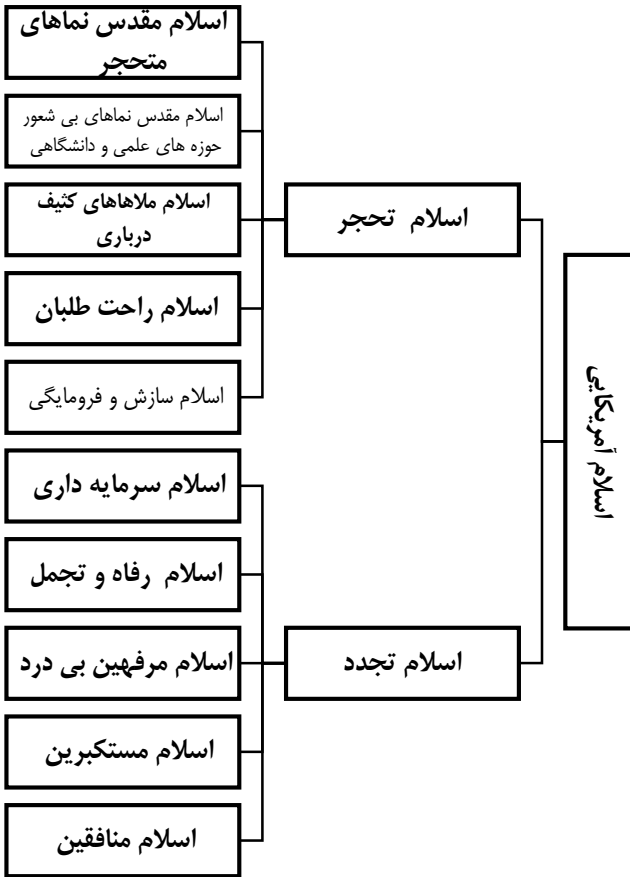 اسلام آمریکایی
اسلام تحجر
اسلام مقدس نماهای
متحجر
اسلام مقدس نماهای بی شعور
حوزه های علمی و دانشگاهی
اسلام ملاهاهای کثیف
درباری
اسلام راحت طلبان
اسلام سازش و فرومایگی
اسلام تجدد
اسلام سرمایه داری
اسلام رفاه و تجمل
اسلام مرفهین بی درد
اسلام مستکبرین
اسلام منافقین